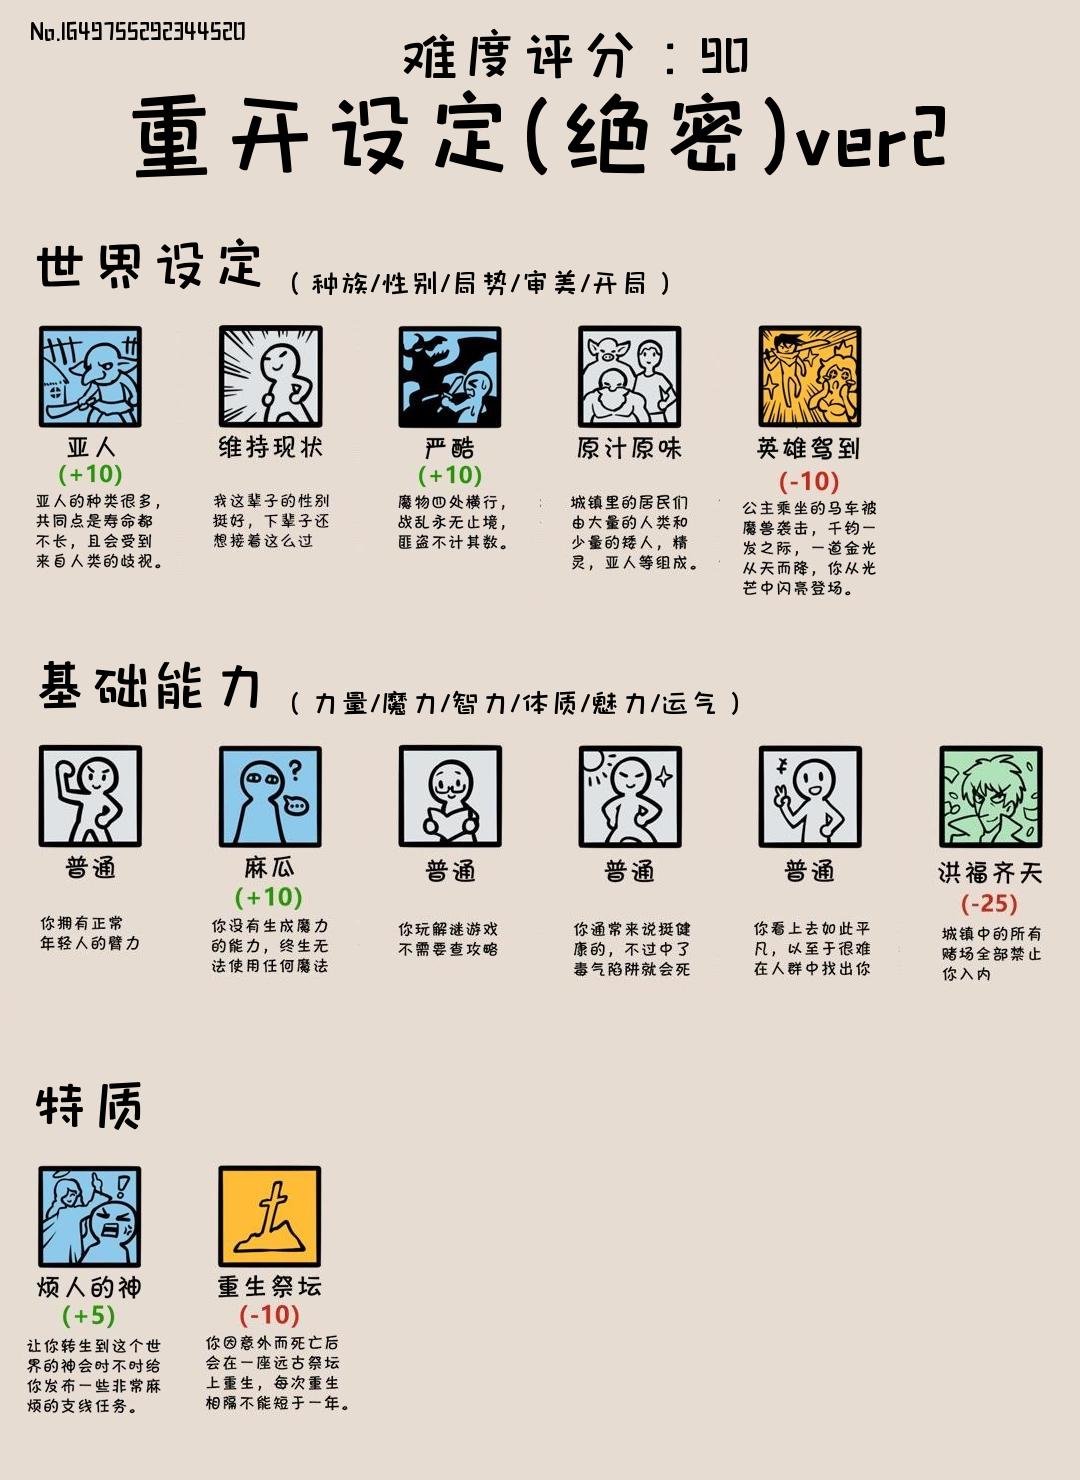 No.1649755292344520
难度评分：90
重开设定(绝密)ver2
世界设定 (种族/性别/局势/审美/开局)
亚人
(+10)
亚人的种类很多，
共同点是寿命都
不长，且会受到
来自人类的歧视。
维持现状
我这辈子的性别
挺好，下辈子还
想接着这么过
严酷
(+10)
魔物四处横行，
战乱永无止境，
匪盗不计其数。
原汁原味
城镇里的居民们
由大量的人类和
少量的矮人，精
灵，亚人等组成。
英雄驾到
(-10)
公主乘坐的马车被
魔兽袭击，千钧一
发之际，一道金光
从天而降，你从光
芒中闪亮登场。
基础能力 (力量/魔力/智力/体质/魅力/运气)
普通
你拥有正常
年轻人的臂力
麻瓜
(+10)
你没有生成魔力
的能力，终生无
法使用任何魔法
普通
你玩解谜游戏
不需要查攻略
普通
你通常来说挺健
康的，不过中了
毒气陷阱就会死
普通
你看上去如此平
凡，以至于很难
在人群中找出你
洪福齐天
(-25)
城镇中的所有
赌场全部禁止
你入内
特质
烦人的神
(+5)
让你转生到这个世
界的神会时不时给
你发布一些非常麻
烦的支线任务。
重生祭坛
(-10)
你因意外而死亡后
会在一座远古祭坛
上重生，每次重生
相隔不能短于一年。